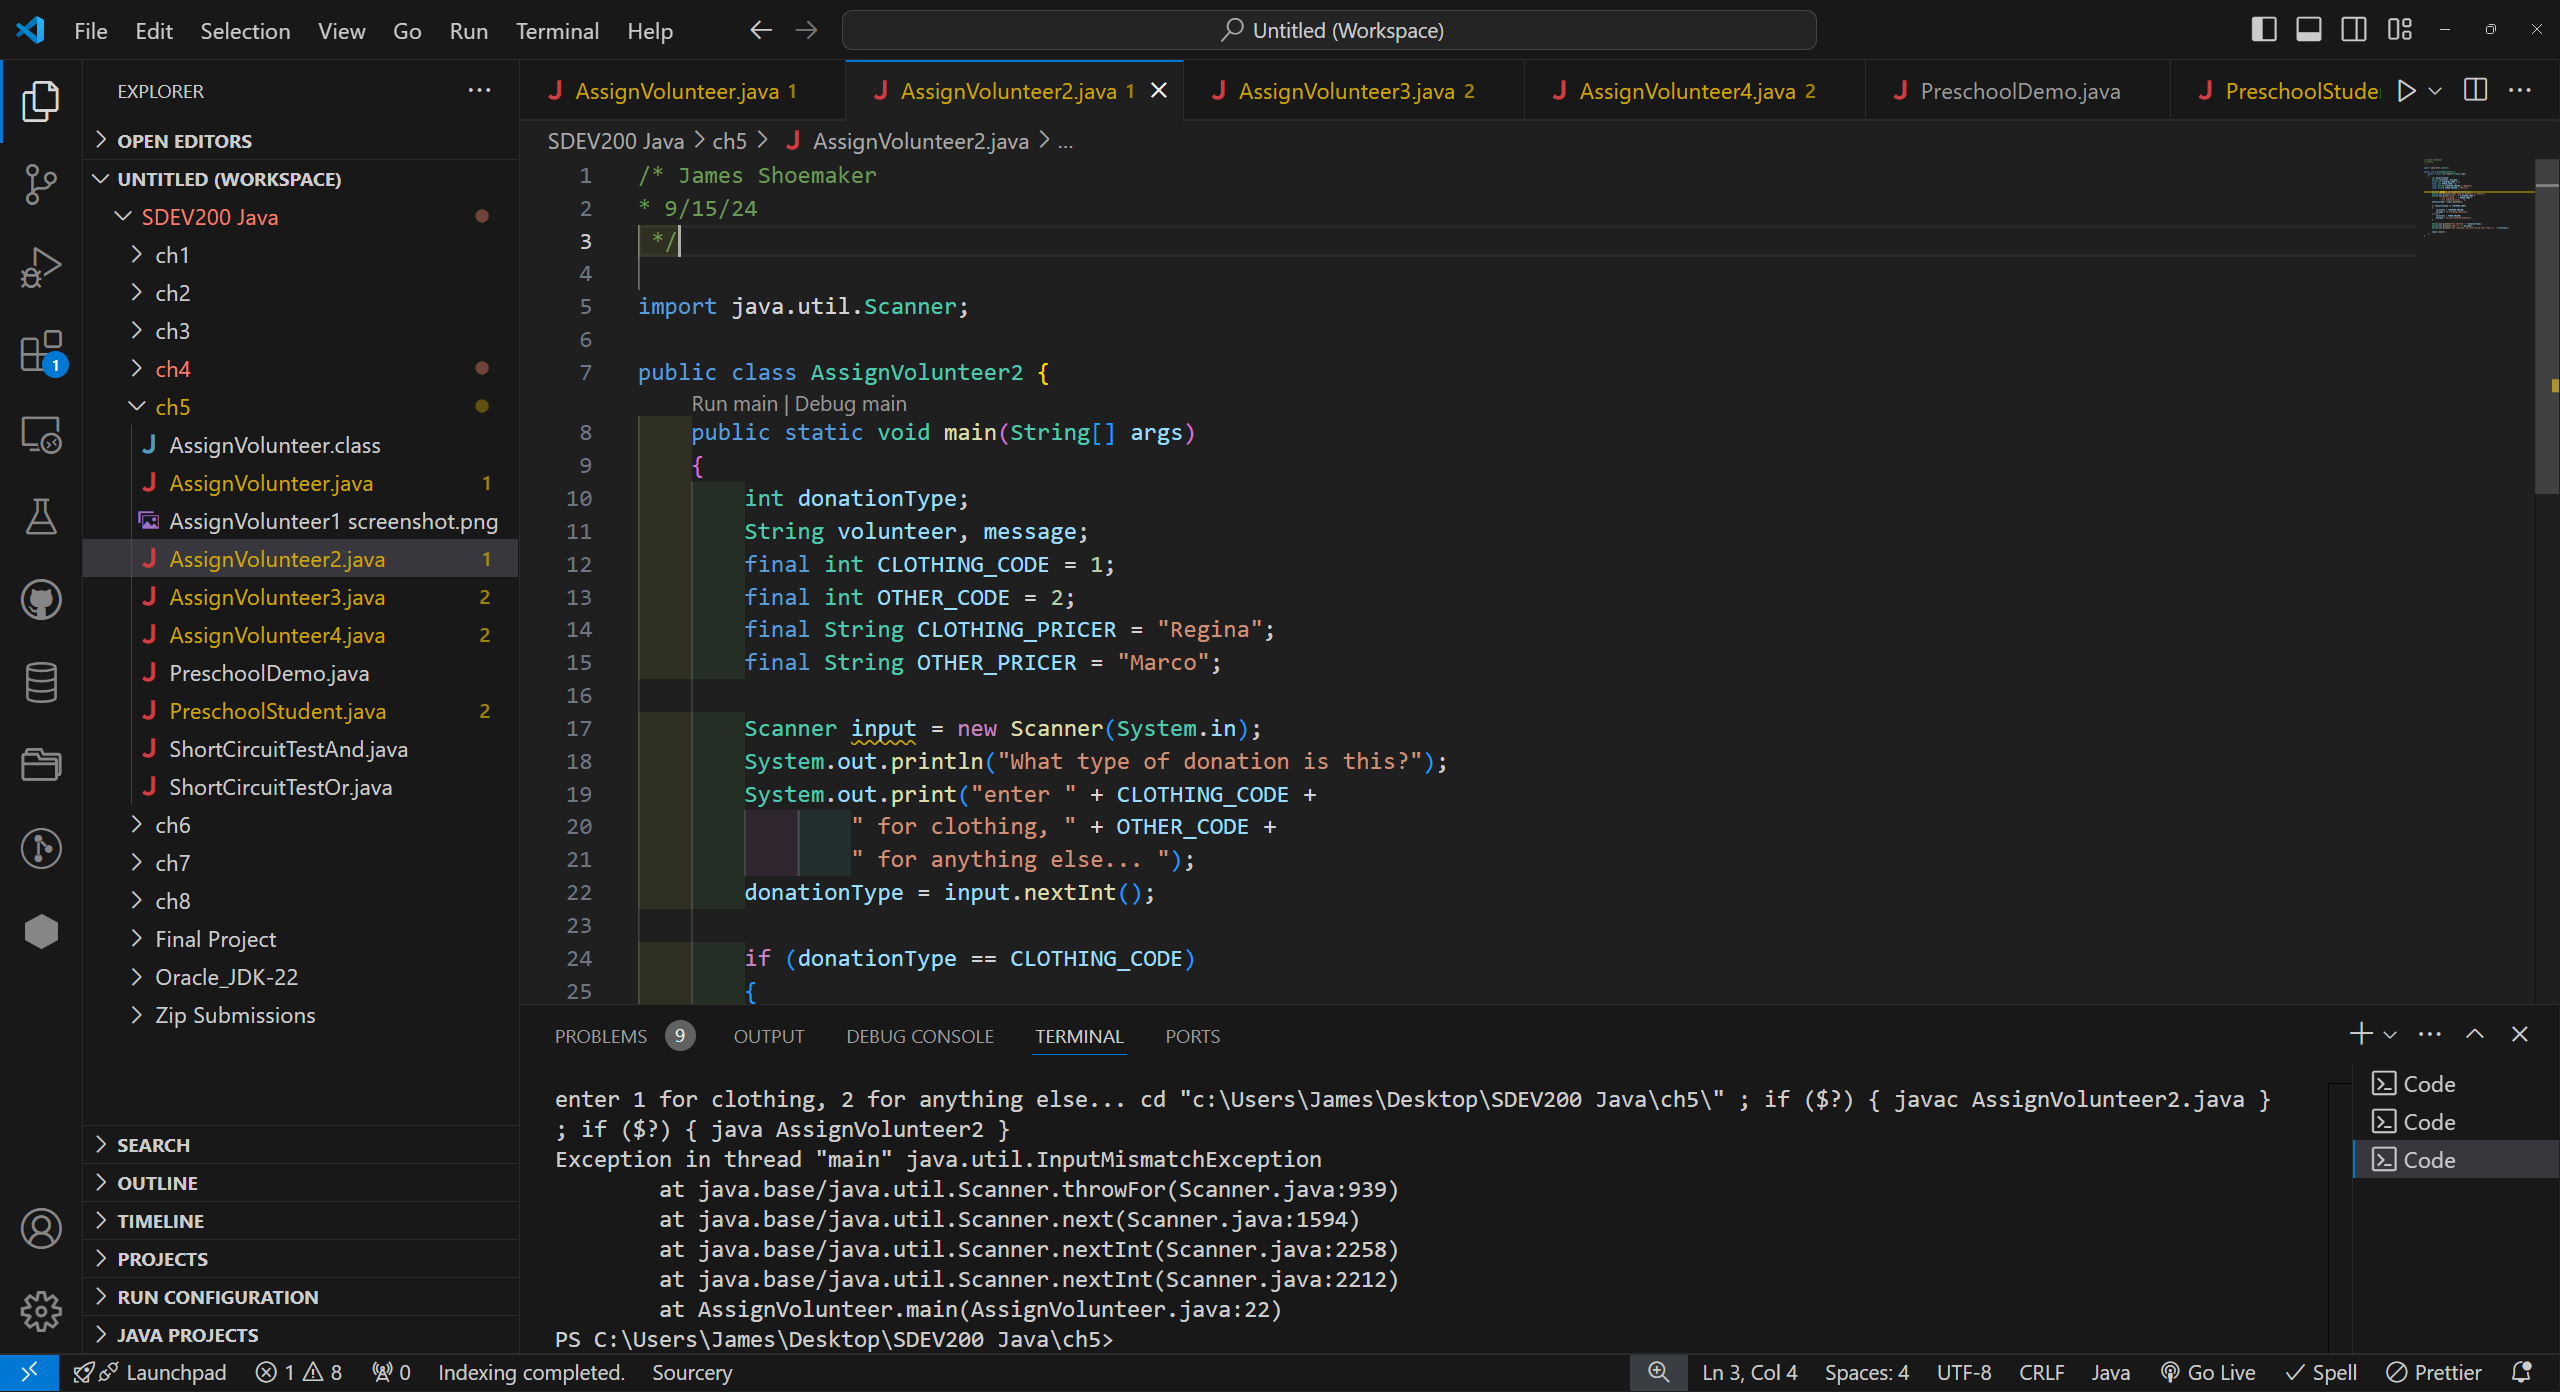 File Edit Selection View Go Run Terminal Help
Untitled (Workspace)
EXPLORER
OPEN EDITORS
UNTITLED (WORKSPACE)
SDEV200 Java
ch1
ch2
ch3
ch4
ch5
AssignVolunteer.class
AssignVolunteer.java 1
AssignVolunteer1 screenshot.png
AssignVolunteer2.java 1
AssignVolunteer3.java 2
AssignVolunteer4.java 2
PreschoolDemo.java
PreschoolStudent.java 2
ShortCircuitTestAnd.java
ShortCircuitTestOr.java
ch6
ch7
ch8
Final Project
Oracle_JDK-22
Zip Submissions
SEARCH
OUTLINE
TIMELINE
PROJECTS
RUN CONFIGURATION
JAVA PROJECTS
1
AssignVolunteer.java 1 AssignVolunteer2.java 1 AssignVolunteer3.java 2 AssignVolunteer4.java 2 PreschoolDemo.java PreschoolStude
SDEV200 Java > ch5 > AssignVolunteer2.java > ...
1 /* James Shoemaker
2 * 9/15/24
3 */
4
5 import java.util.Scanner;
6
7 public class AssignVolunteer2 {
Run main | Debug main
8 public static void main(String[] args)
9 {
10 int donationType;
11 String volunteer, message;
12 final int CLOTHING_CODE = 1;
13 final int OTHER_CODE = 2;
14 final String CLOTHING_PRICER = "Regina";
15 final String OTHER_PRICER = "Marco";
16
17 Scanner input = new Scanner(System.in);
18 System.out.println("What type of donation is this?");
19 System.out.print("enter " + CLOTHING_CODE +
20 " for clothing, " + OTHER_CODE +
21 " for anything else... ");
22 donationType = input.nextInt();
23
24 if (donationType == CLOTHING_CODE)
25 {
PROBLEMS 9 OUTPUT DEBUG CONSOLE TERMINAL PORTS
enter 1 for clothing, 2 for anything else... cd "c:\Users\James\Desktop\SDEV200 Java\ch5\" ; if ($?) { javac AssignVolunteer2.java }
; if ($?) { java AssignVolunteer2 }
Exception in thread "main" java.util.InputMismatchException
at java.base/java.util.Scanner.throwFor(Scanner.java:939)
at java.base/java.util.Scanner.next(Scanner.java:1594)
at java.base/java.util.Scanner.nextInt(Scanner.java:2258)
at java.base/java.util.Scanner.nextInt(Scanner.java:2212)
at AssignVolunteer.main(AssignVolunteer.java:22)
PS C:\Users\James\Desktop\SDEV200 Java\ch5>
Code
Code
Code
Launchpad 1 8 0 Indexing completed. Sourcery Ln 3, Col 4 Spaces: 4 UTF-8 CRLF Java Go Live Spell Prettier